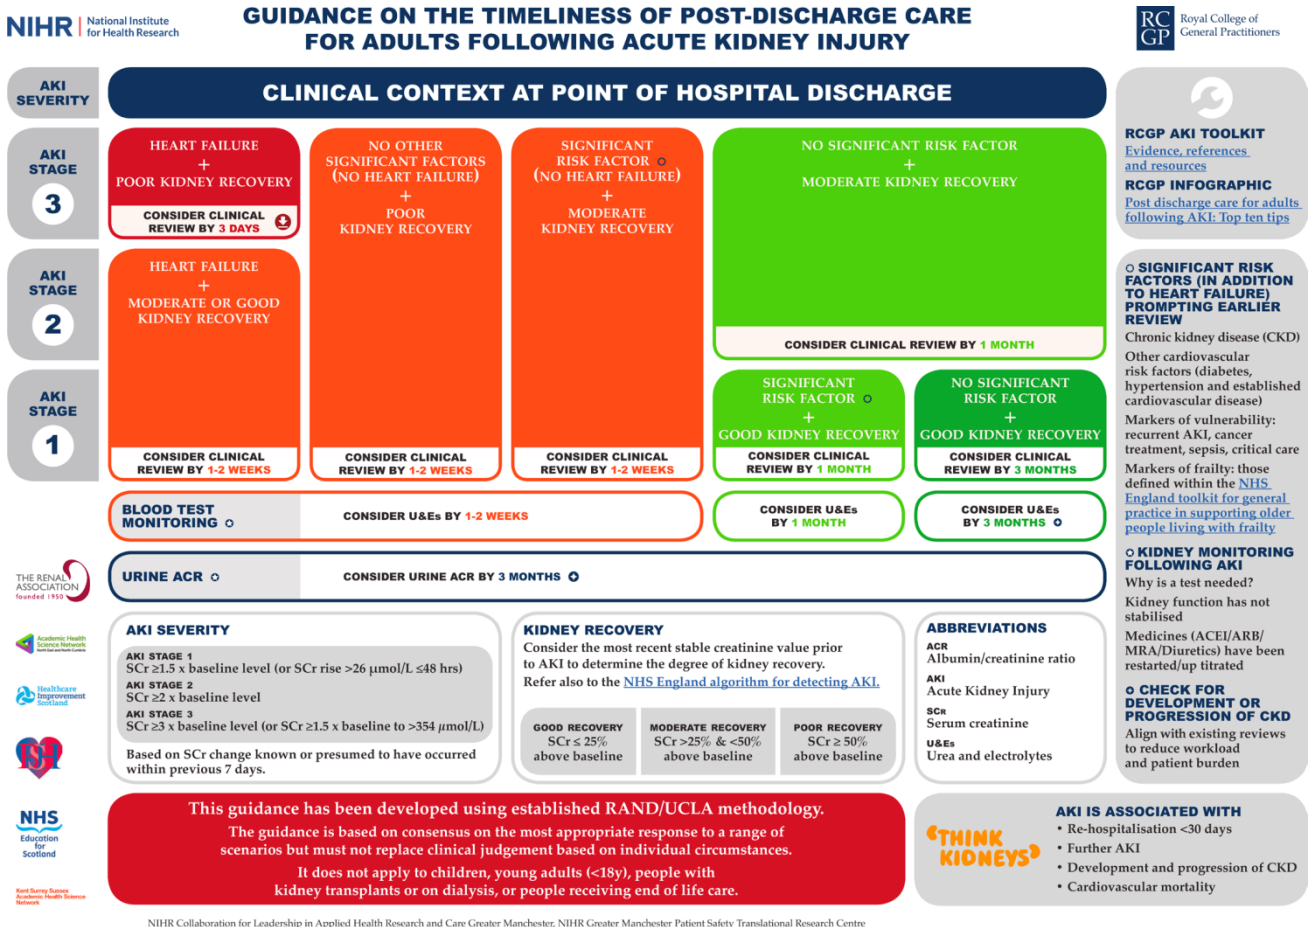 NIHR | National Institute
for Health Research
GUIDANCE ON THE TIMELINESS OF POST-DISCHARGE CARE
FOR ADULTS FOLLOWING ACUTE KIDNEY INJURY
RC
GP
Royal College of
General Practitioners
AKI
SEVERITY
CLINICAL CONTEXT AT POINT OF HOSPITAL DISCHARGE
AKI
STAGE
3
HEART FAILURE
+
POOR KIDNEY RECOVERY
CONSIDER CLINICAL
REVIEW BY 3 DAYS
NO OTHER
SIGNIFICANT FACTORS
(NO HEART FAILURE)
+
POOR
KIDNEY RECOVERY
SIGNIFICANT
RISK FACTOR
(NO HEART FAILURE)
+
MODERATE
KIDNEY RECOVERY
NO SIGNIFICANT RISK FACTOR
+
MODERATE KIDNEY RECOVERY
AKI
STAGE
2
HEART FAILURE
+
MODERATE OR GOOD
KIDNEY RECOVERY
CONSIDER CLINICAL REVIEW BY 1 MONTH
AKI
STAGE
1
SIGNIFICANT
RISK FACTOR
+
GOOD KIDNEY RECOVERY
NO SIGNIFICANT
RISK FACTOR
+
GOOD KIDNEY RECOVERY
CONSIDER CLINICAL
REVIEW BY 1-2 WEEKS
CONSIDER CLINICAL
REVIEW BY 1-2 WEEKS
CONSIDER CLINICAL
REVIEW BY 1-2 WEEKS
CONSIDER CLINICAL
REVIEW BY 1 MONTH
CONSIDER CLINICAL
REVIEW BY 3 MONTHS
BLOOD TEST
MONITORING
CONSIDER U&Es BY 1-2 WEEKS
CONSIDER U&Es
BY 1 MONTH
CONSIDER U&Es
BY 3 MONTHS
URINE ACR
CONSIDER URINE ACR BY 3 MONTHS
RCGP AKI TOOLKIT
Evidence, references
and resources
RCGP INFOGRAPHIC
Post discharge care for adults
following AKI: Top ten tips
SIGNIFICANT RISK
FACTORS (IN ADDITION
TO HEART FAILURE)
PROMPTING EARLIER
REVIEW
Chronic kidney disease (CKD)
Other cardiovascular
risk factors (diabetes,
hypertension and established
cardiovascular disease)
Markers of vulnerability:
recurrent AKI, cancer
treatment, sepsis, critical care
Markers of frailty: those
defined within the NHS
England toolkit for general
practice in supporting older
people living with frailty
KIDNEY MONITORING
FOLLOWING AKI
Why is a test needed?
Kidney function has not
stabilised
Medicines (ACEI/ARB/
MRA/Diuretics) have been
restarted/up titrated
CHECK FOR
DEVELOPMENT OR
PROGRESSION OF CKD
Align with existing reviews
to reduce workload
and patient burden
THE RENAL
ASSOCIATION
founded 1950
Academic Health
Science Network
North East and North Cumbria
Healthcare
Improvement
Scotland
NHS
Education
for
Scotland
Kent Surrey Sussex
Academic Health Science
Network
AKI SEVERITY
AKI STAGE 1
SCr ≥1.5 x baseline level (or SCr rise >26 μmol/L ≤48 hrs)
AKI STAGE 2
SCr ≥2 x baseline level
AKI STAGE 3
SCr ≥3 x baseline level (or SCr ≥1.5 x baseline to >354 μmol/L)
Based on SCr change known or presumed to have occurred
within previous 7 days.
KIDNEY RECOVERY
Consider the most recent stable creatinine value prior
to AKI to determine the degree of kidney recovery.
Refer also to the NHS England algorithm for detecting AKI.
GOOD RECOVERY
SCr ≤ 25%
above baseline
MODERATE RECOVERY
SCr >25% & <50%
above baseline
POOR RECOVERY
SCr ≥ 50%
above baseline
ABBREVIATIONS
ACR
Albumin/creatinine ratio
AKI
Acute Kidney Injury
SCR
Serum creatinine
U&Es
Urea and electrolytes
This guidance has been developed using established RAND/UCLA methodology.
The guidance is based on consensus on the most appropriate response to a range of
scenarios but must not replace clinical judgement based on individual circumstances.
It does not apply to children, young adults (<18y), people with
kidney transplants or on dialysis, or people receiving end of life care.
THINK
KIDNEYS
AKI IS ASSOCIATED WITH
• Re-hospitalisation <30 days
• Further AKI
• Development and progression of CKD
• Cardiovascular mortality
NIHR Collaboration for Leadership in Applied Health Research and Care Greater Manchester, NIHR Greater Manchester Patient Safety Translational Research Centre